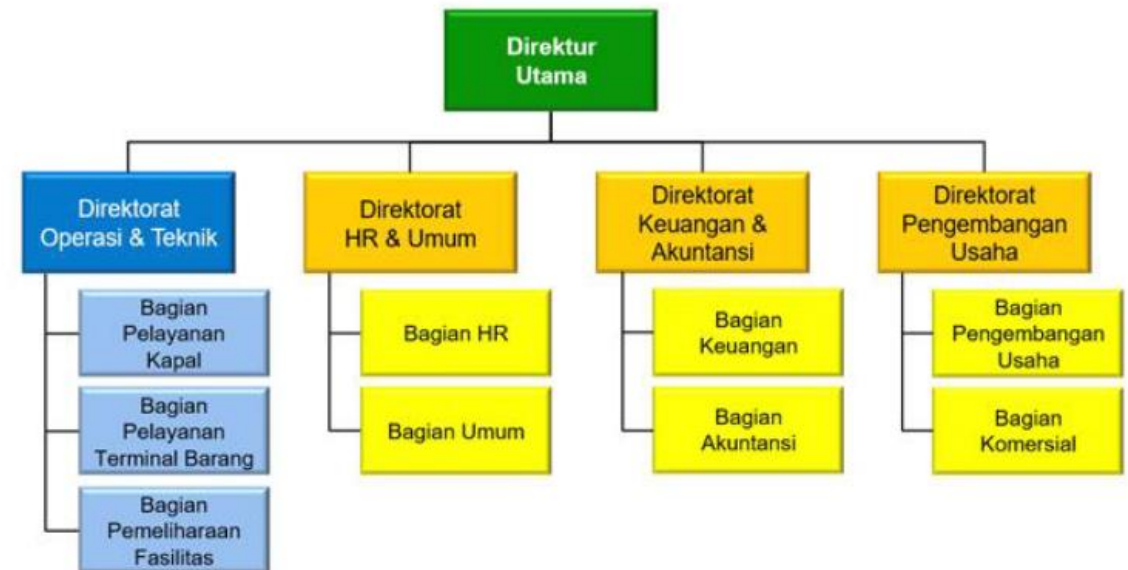 Direktur
Utama
Direktorat
Operasi & Teknik
Bagian
Pelayanan
Kapal
Bagian
Pelayanan
Terminal Barang
Bagian
Pemeliharaan
Fasilitas
Direktorat
HR & Umum
Bagian HR
Bagian Umum
Direktorat
Keuangan &
Akuntansi
Bagian
Keuangan
Bagian
Akuntansi
Direktorat
Pengembangan
Usaha
Bagian
Pengembangan
Usaha
Bagian
Komersial